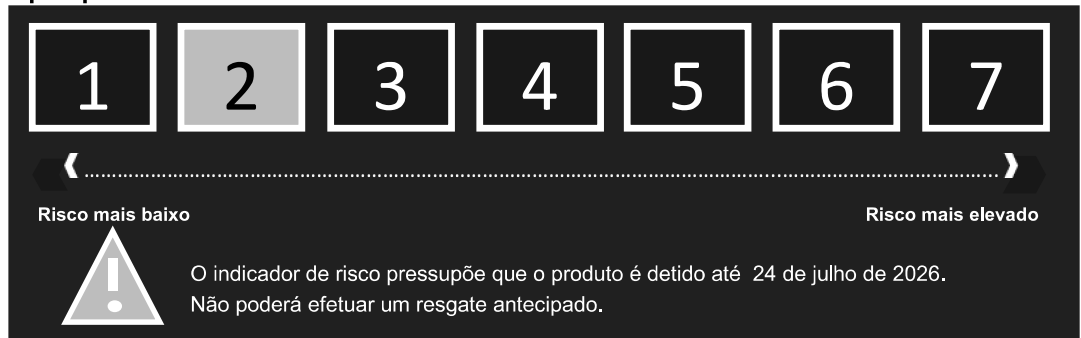 1 2 3 4 5 6 7
Risco mais baixo Risco mais elevado
!
O indicador de risco pressupõe que o produto é detido até 24 de julho de 2026.
Não poderá efetuar um resgate antecipado.